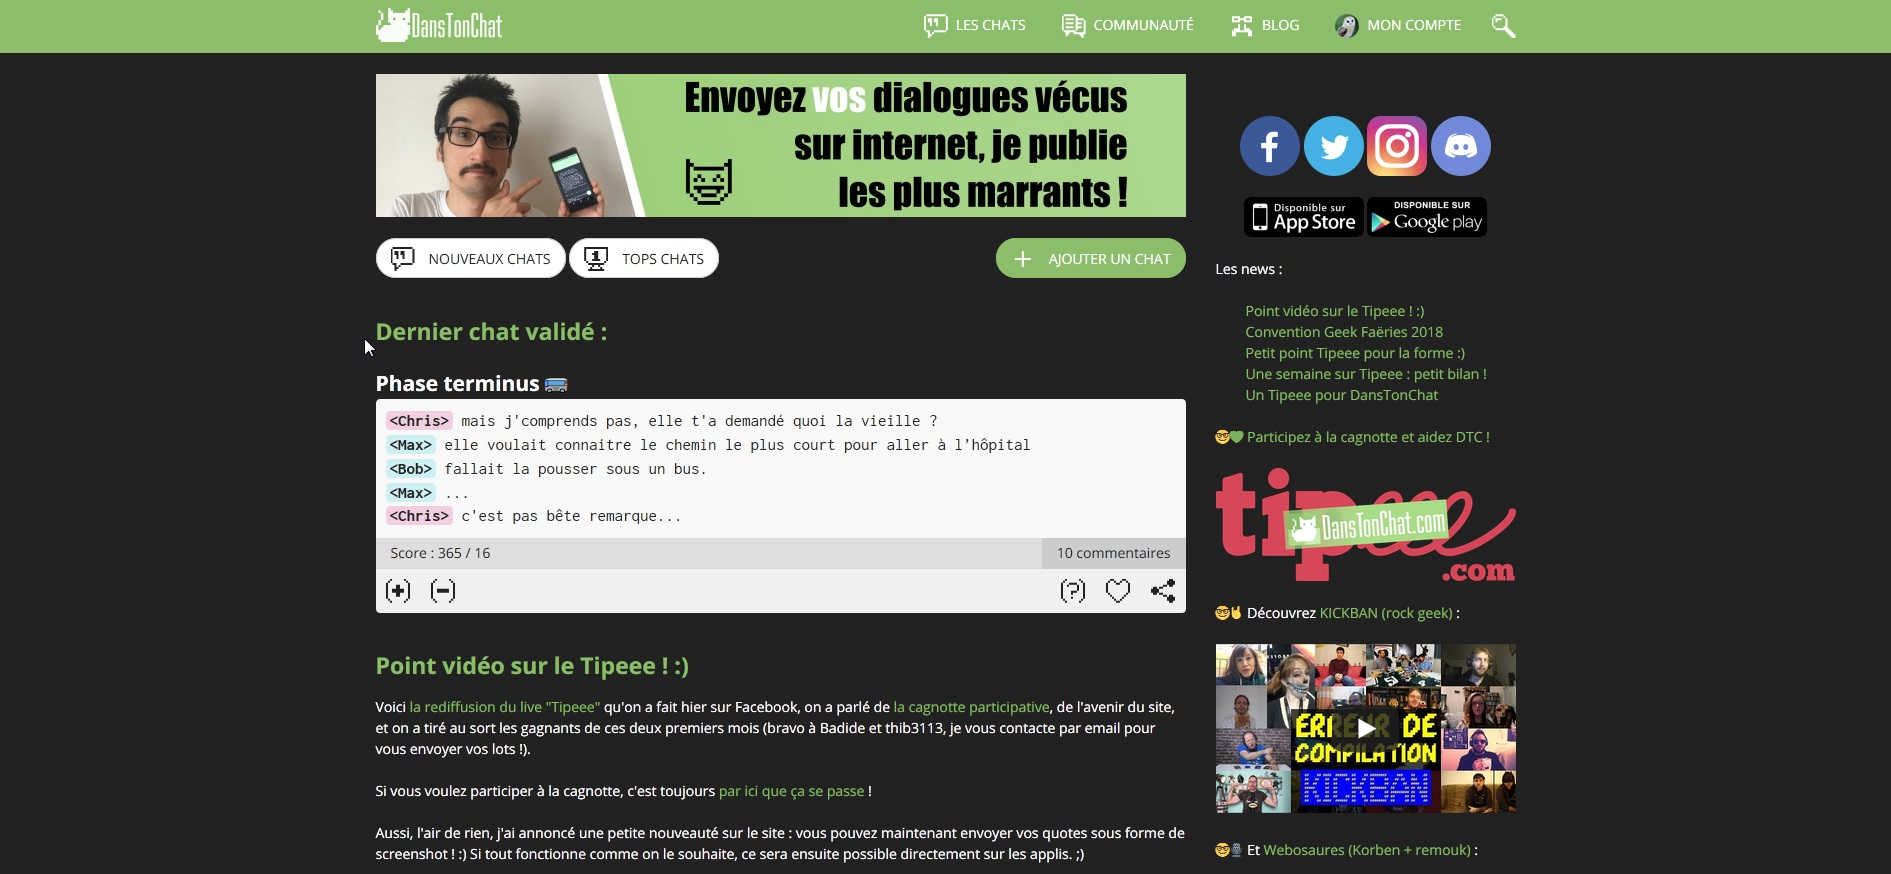 DansTonChat
LES CHATS
COMMUNAUTÉ
BLOG
MON COMPTE
Envoyez vos dialogues vécus
sur internet, je publie
les plus marrants !
NOUVEAUX CHATS
TOPS CHATS
AJOUTER UN CHAT
Dernier chat validé :
Phase terminus
<Chris> mais j'comprends pas, elle t'a demandé quoi la vieille ?
<Max> elle voulait connaitre le chemin le plus court pour aller à l’hôpital
<Bob> fallait la pousser sous un bus.
<Max> ...
<Chris> c'est pas bête remarque...
Score : 365 / 16
10 commentaires
Point vidéo sur le Tipeee ! :)
Voici la rediffusion du live "Tipeee" qu'on a fait hier sur Facebook, on a parlé de la cagnotte participative, de l'avenir du site,
et on a tiré au sort les gagnants de ces deux premiers mois (bravo à Badide et thib3113, je vous contacte par email pour
vous envoyer vos lots !).
Si vous voulez participer à la cagnotte, c'est toujours par ici que ça se passe !
Aussi, l'air de rien, j'ai annoncé une petite nouveauté sur le site : vous pouvez maintenant envoyer vos quotes sous forme de
screenshot ! :) Si tout fonctionne comme on le souhaite, ce sera ensuite possible directement sur les applis. ;)
Disponible sur
App Store
DISPONIBLE SUR
Google play
Les news :
Point vidéo sur le Tipeee ! :)
Convention Geek Faëries 2018
Petit point Tipeee pour la forme :)
Une semaine sur Tipeee : petit bilan !
Un Tipeee pour DansTonChat
Participez à la cagnotte et aidez DTC !
tipeee
DansTonChat.com
.com
Découvrez KICKBAN (rock geek) :
ERREUR DE
COMPILATION
KICKBAN
Et Webosaures (Korben + remouk) :